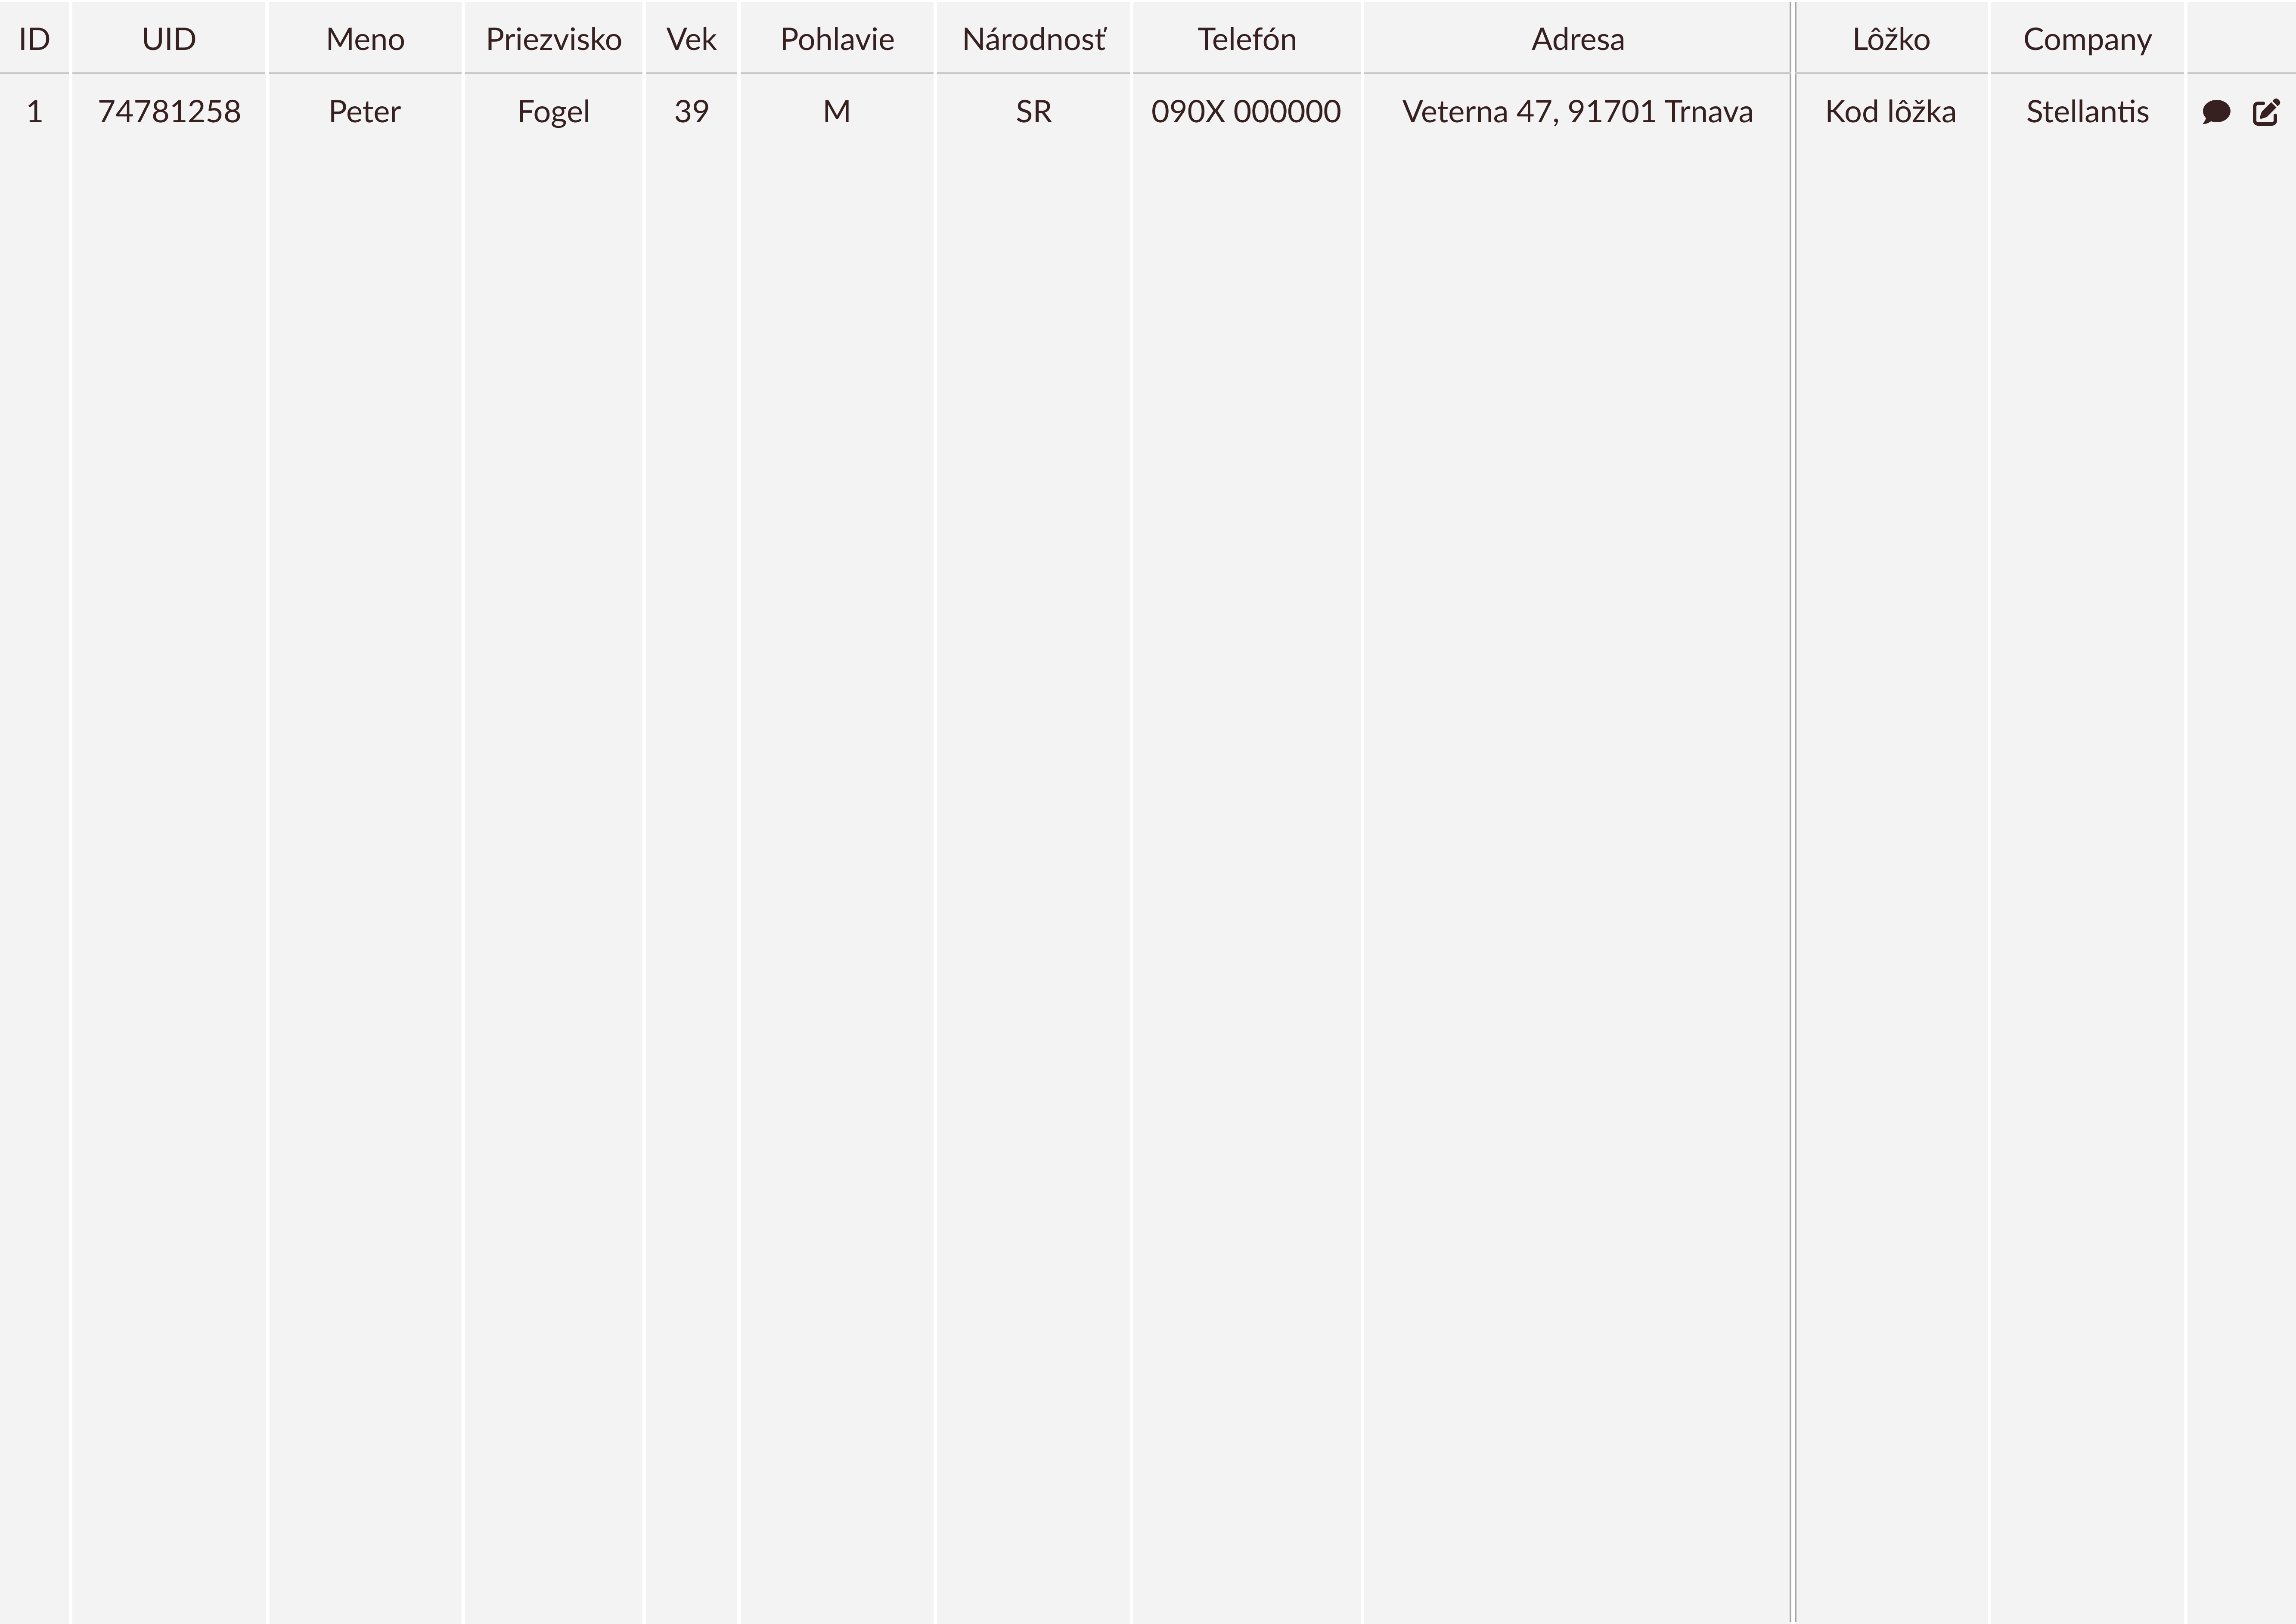 ID UID Meno Priezvisko Vek Pohlavie Národnosť Telefón Adresa Lôžko Company
1 74781258 Peter Fogel 39 M SR 090X 000000 Veterna 47, 91701 Trnava Kod lôžka Stellantis